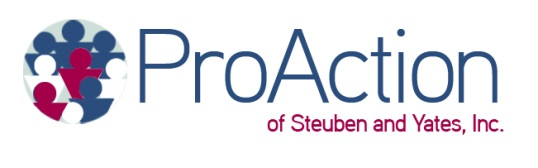 ProAction
of Steuben and Yates, Inc.